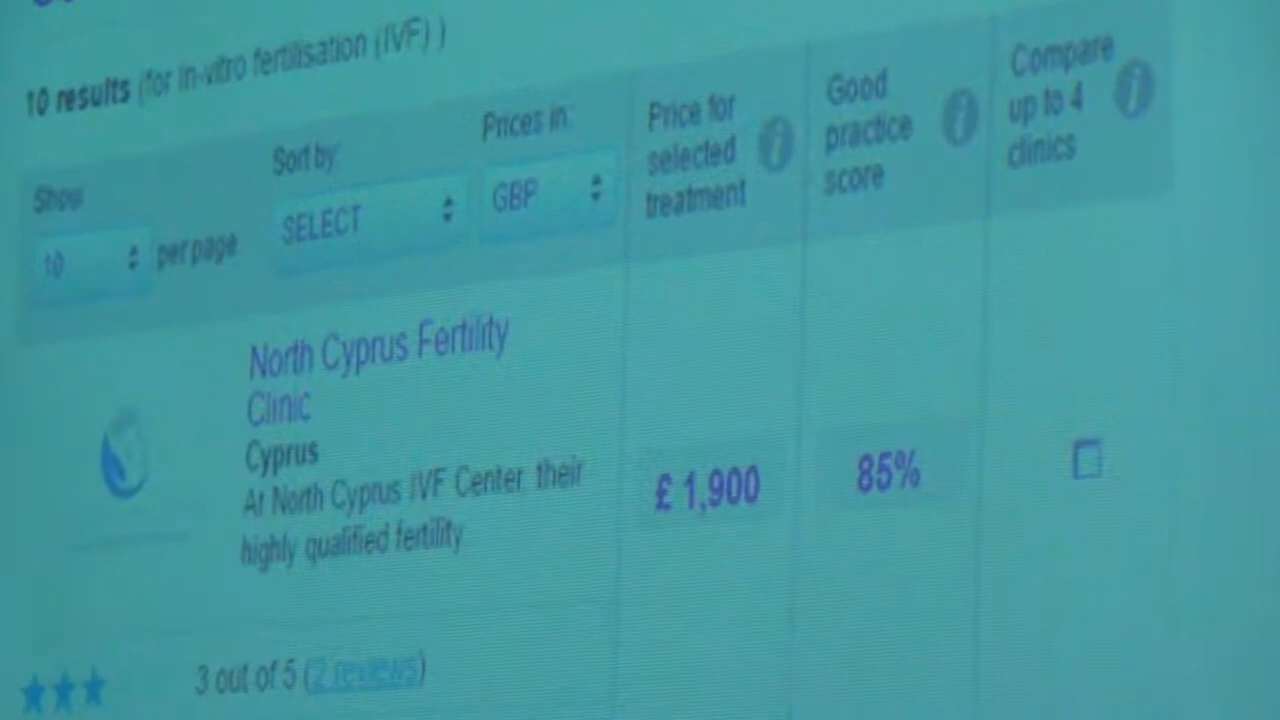 10 results (for in-vitro fertilisation (IVF) )
Show
10 per page
Sort by:
SELECT
Prices in:
GBP
Price for
selected
treatment
Good
practice
score
Compare
up to 4
clinics
North Cyprus Fertility
Clinic
Cyprus
At North Cyprus IVF Center their
highly qualified fertility
£ 1,900
85%
3 out of 5 (2 reviews)